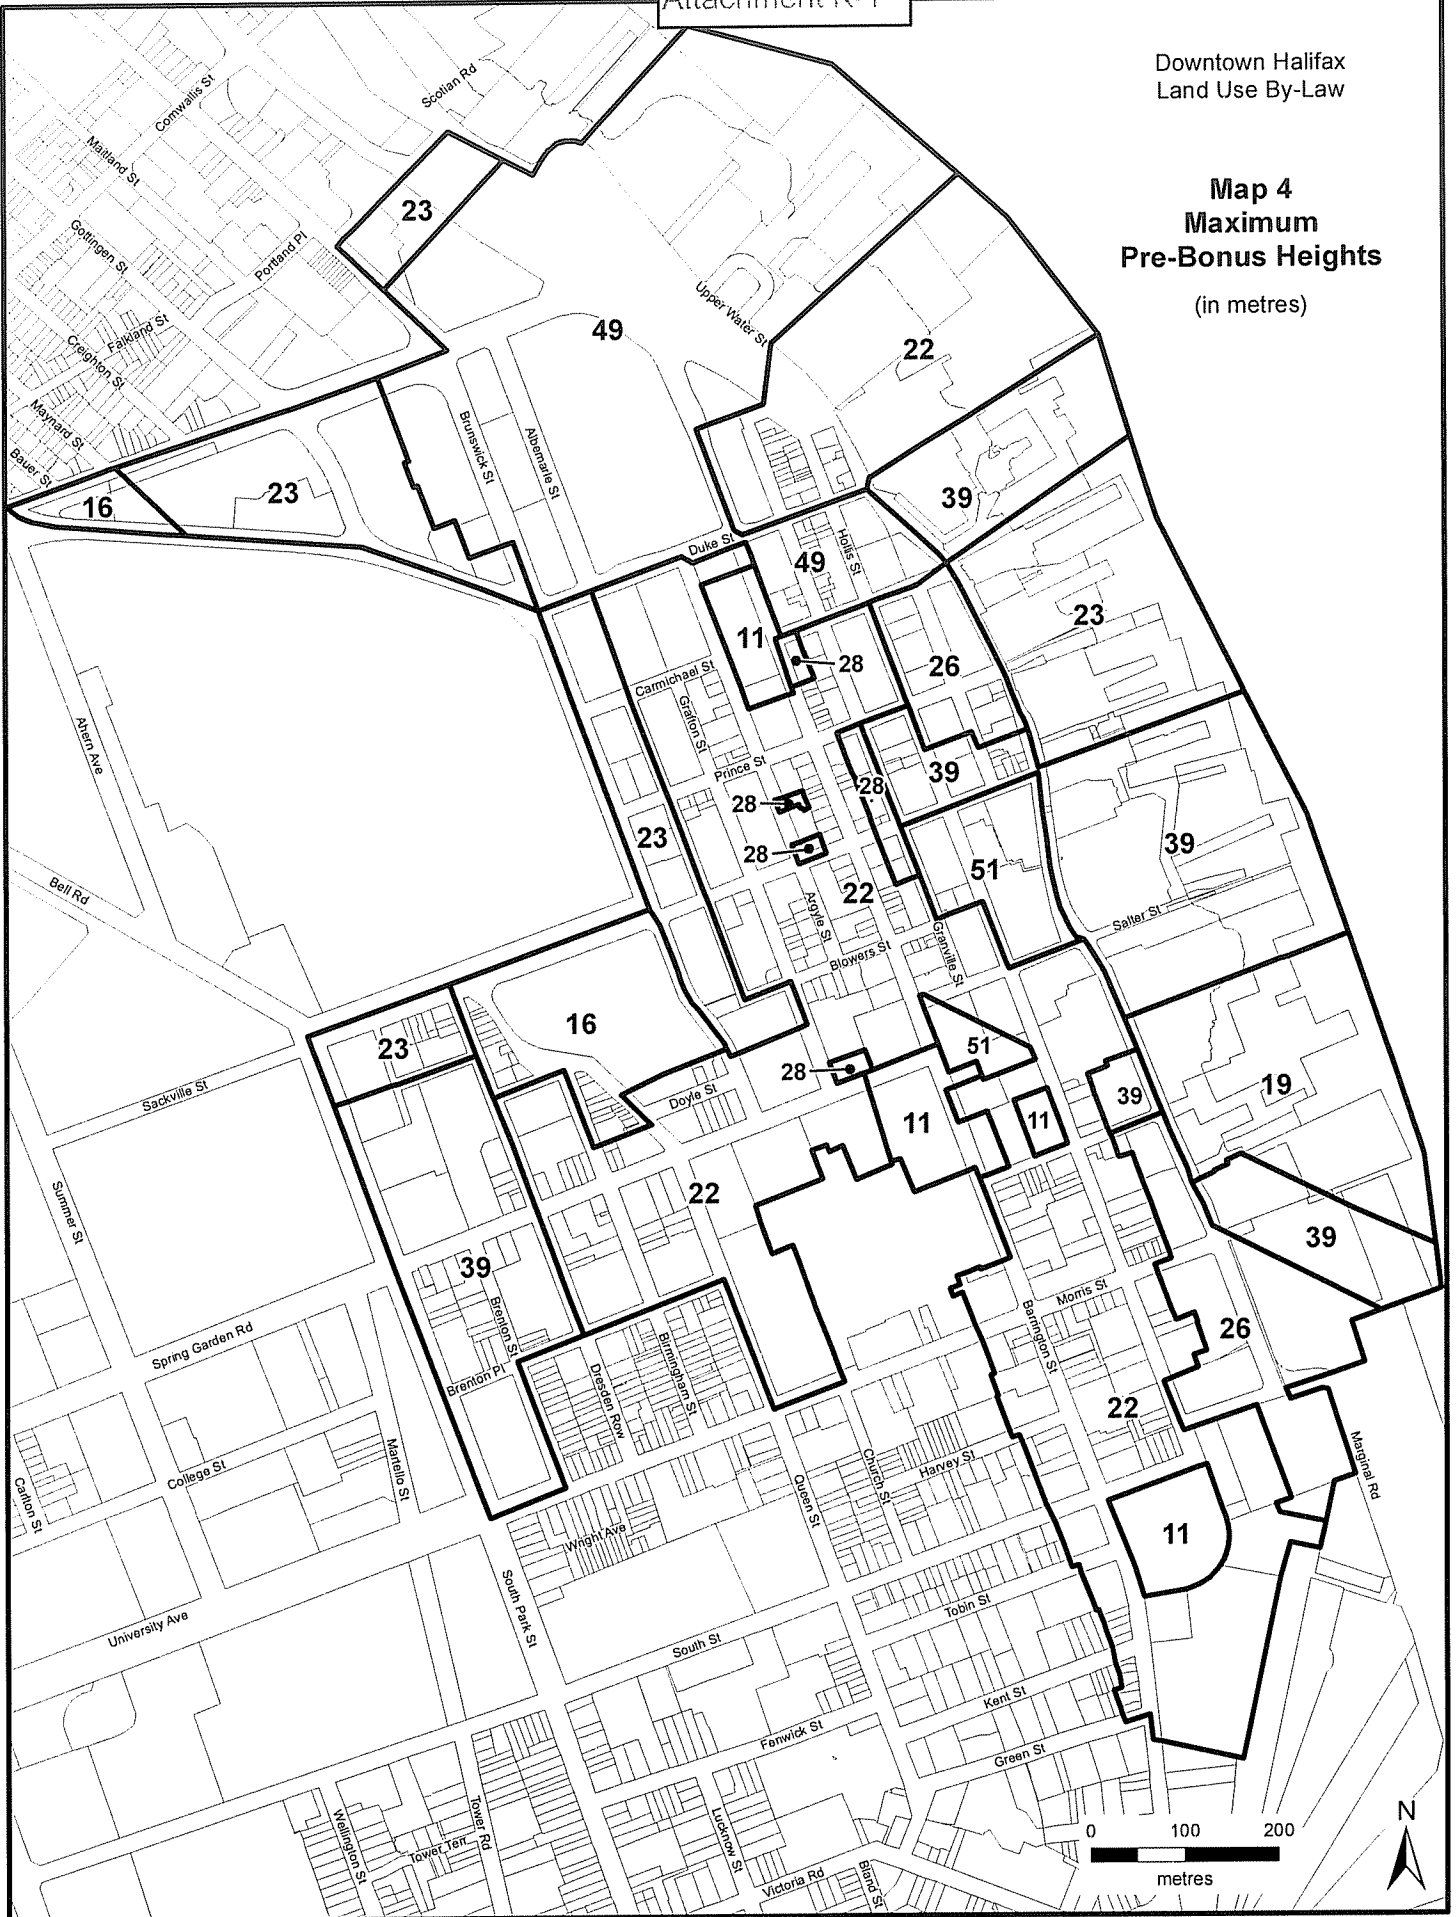 Attachment R-1
Downtown Halifax
Land Use By-Law
Map 4
Maximum
Pre-Bonus Heights
(in metres)
Scotian Rd
Cornwallis St
Maitland St
23
Gottingen St
Portland Pl
Upper Water St
Falkland St
49
Creighton St
22
Maynard St
Brunswick St
Albemarle St
Bauer St
16
23
39
Duke St
Hollis St
49
23
11
28
26
Carmichael St
Grafton St
Ahern Ave
Prince St
39
28
28
23
28
39
51
Bell Rd
22
Argyle St
Salter St
Granville St
Blowers St
16
23
51
28
19
Sackville St
Doyle St
39
11
11
22
Summer St
39
39
Brenton St
Morris St
Barrington St
26
Spring Garden Rd
Birmingham St
Brenton Pl
Dresden Row
22
Marginal Rd
College St
Martello St
Church St
Harvey St
Carlton St
Queen St
11
Wright Ave
South Park St
Tobin St
University Ave
South St
Kent St
Fenwick St
Green St
Wellington St
Tower Rd
Tower Terr
Lucknow St
Victoria Rd
Bland St
0 100 200
metres
N